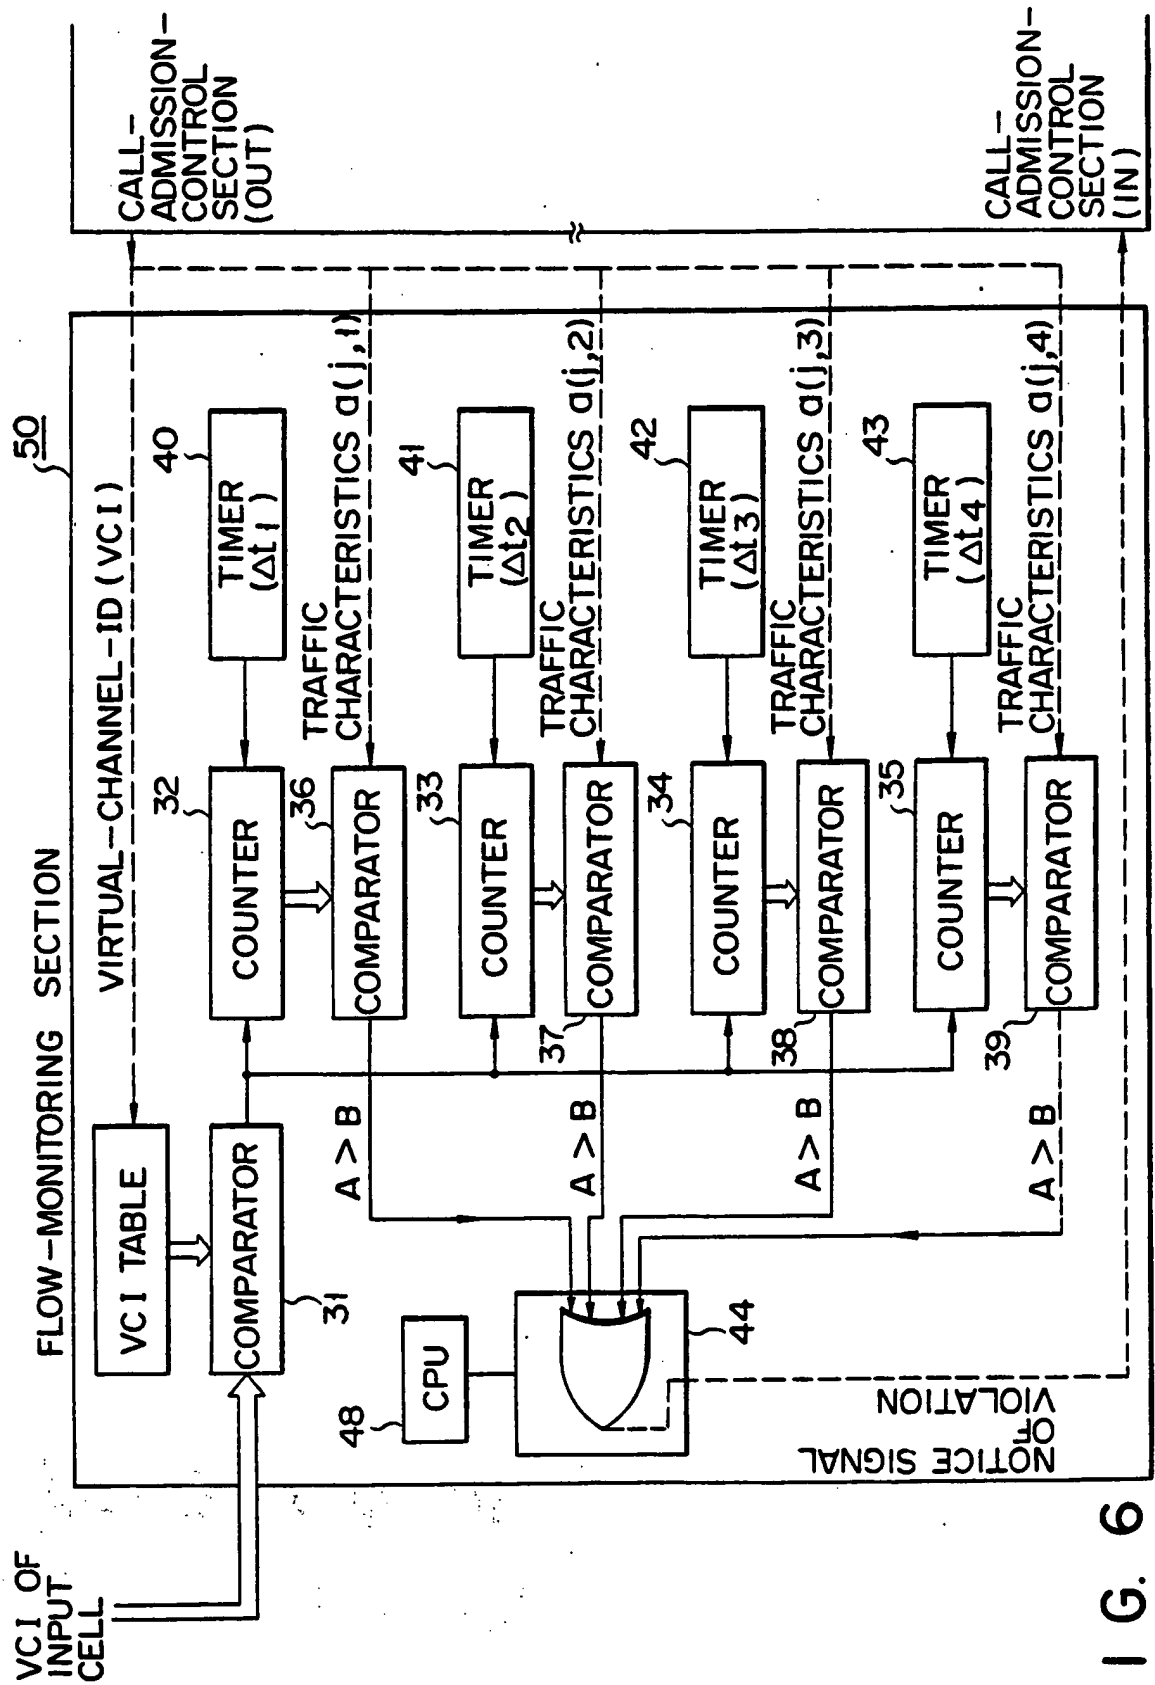 FLOW-MONITORING SECTION
50
VCI OF
INPUT
CELL
VCI TABLE
COMPARATOR
31
VIRTUAL-CHANNEL-ID (VCI)
CALL-
ADMISSION-
CONTROL
SECTION
(OUT)
32
COUNTER
40
TIMER
(Δt1)
36
COMPARATOR
TRAFFIC
CHARACTERISTICS a(j,1)
A > B
33
COUNTER
41
TIMER
(Δt2)
37
COMPARATOR
TRAFFIC
CHARACTERISTICS a(j,2)
A > B
34
COUNTER
42
TIMER
(Δt3)
38
COMPARATOR
TRAFFIC
CHARACTERISTICS a(j,3)
A > B
35
COUNTER
43
TIMER
(Δt4)
39
COMPARATOR
TRAFFIC
CHARACTERISTICS a(j,4)
A > B
48
CPU
44
NOTICE SIGNAL
OF
VIOLATION
CALL-
ADMISSION-
CONTROL
SECTION
(IN)
I G. 6